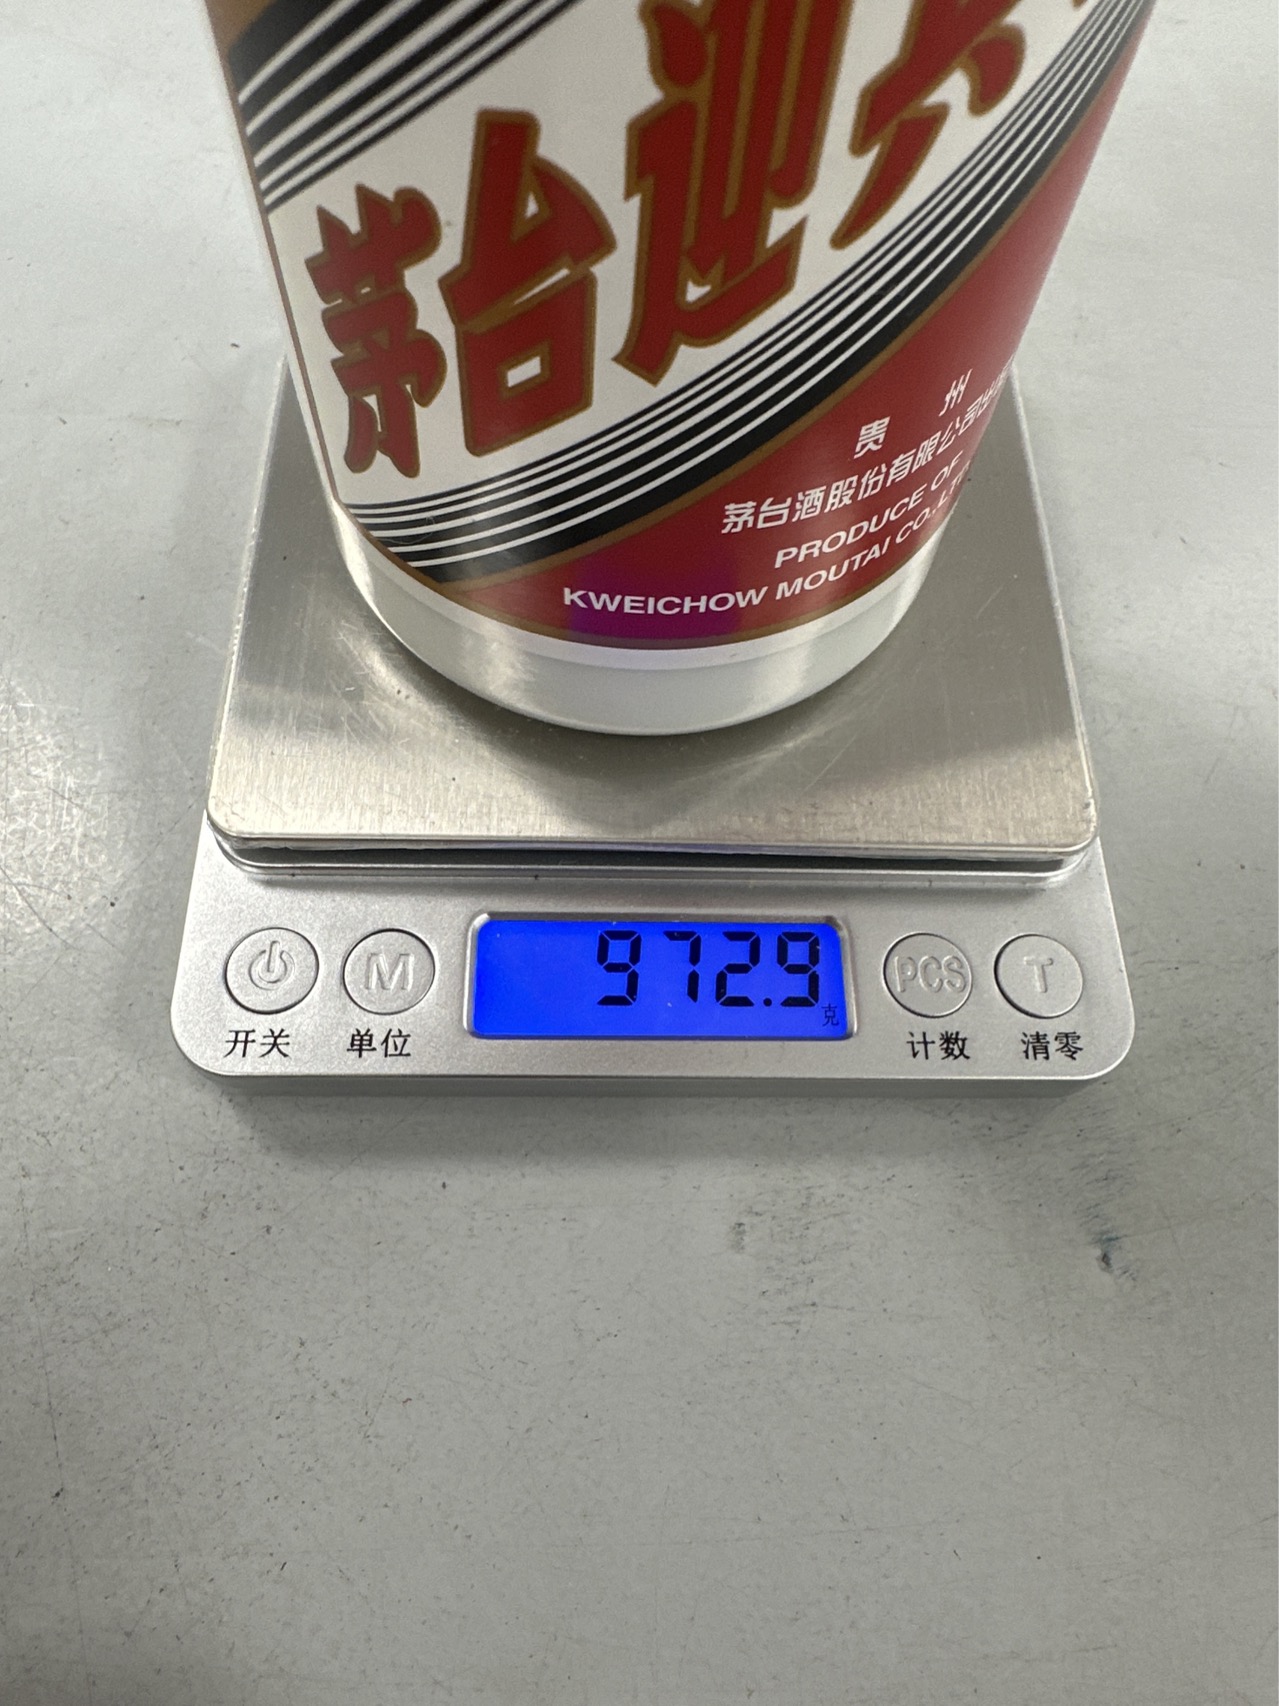 茅台迎
贵州
茅台酒股份有限公司
PRODUCE OF
KWEICHOW MOUTAI CO.,
972.9
克
M
PCS
T
开关
单位
计数
清零